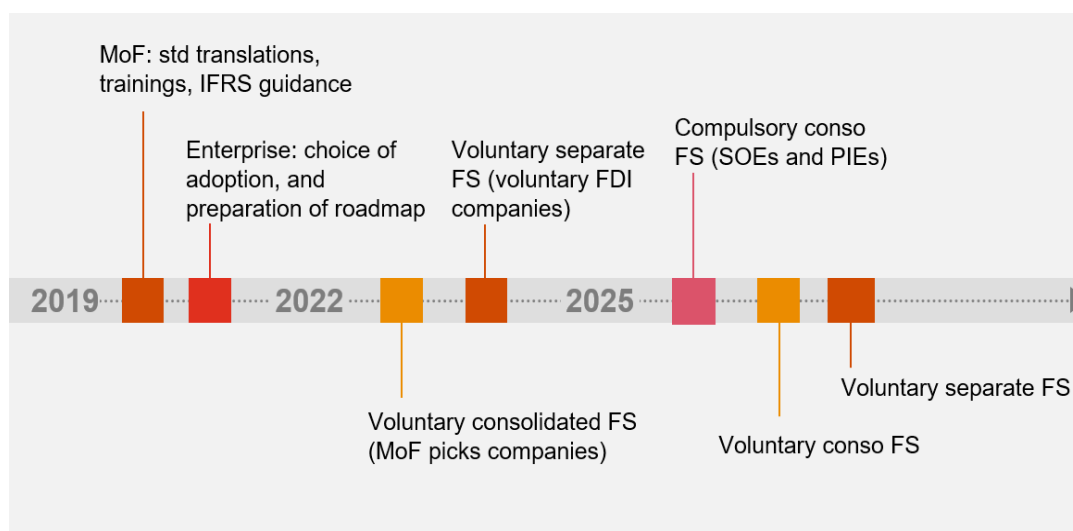 MoF: std translations,
trainings, IFRS guidance
Enterprise: choice of
adoption, and
preparation of roadmap
Voluntary separate
FS (voluntary FDI
companies)
Compulsory conso
FS (SOEs and PIEs)
2019
2022
2025
Voluntary consolidated FS
(MoF picks companies)
Voluntary conso FS
Voluntary separate FS